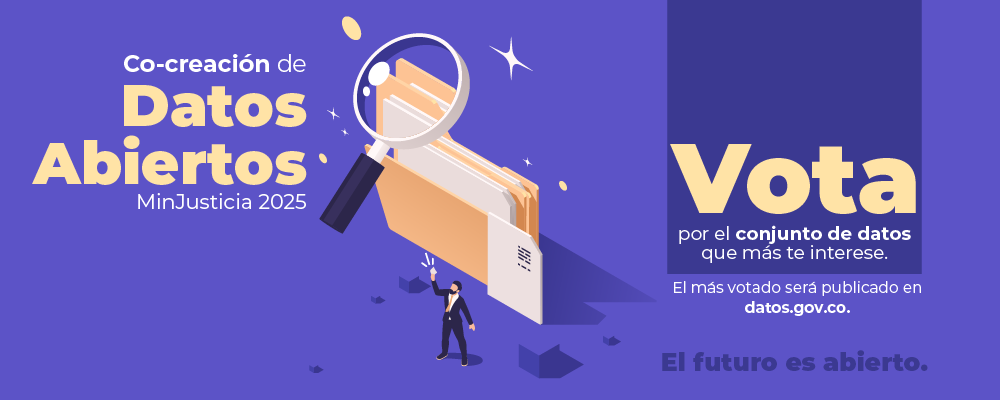 Co-creación de
Datos
Abiertos
MinJusticia 2025
Vota
por el conjunto de datos
que más te interese.
El más votado será publicado en
datos.gov.co.
El futuro es abierto.